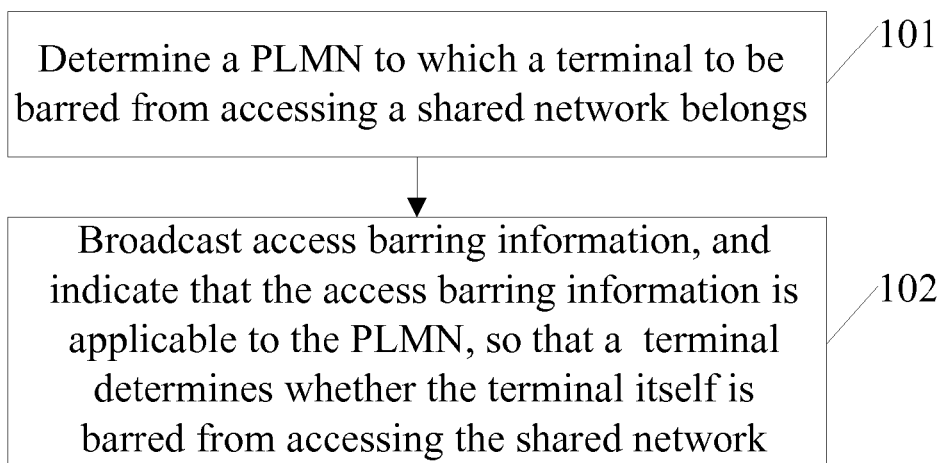 Determine a PLMN to which a terminal to be
barred from accessing a shared network belongs
101
Broadcast access barring information, and
indicate that the access barring information is
applicable to the PLMN, so that a terminal
determines whether the terminal itself is
barred from accessing the shared network
102